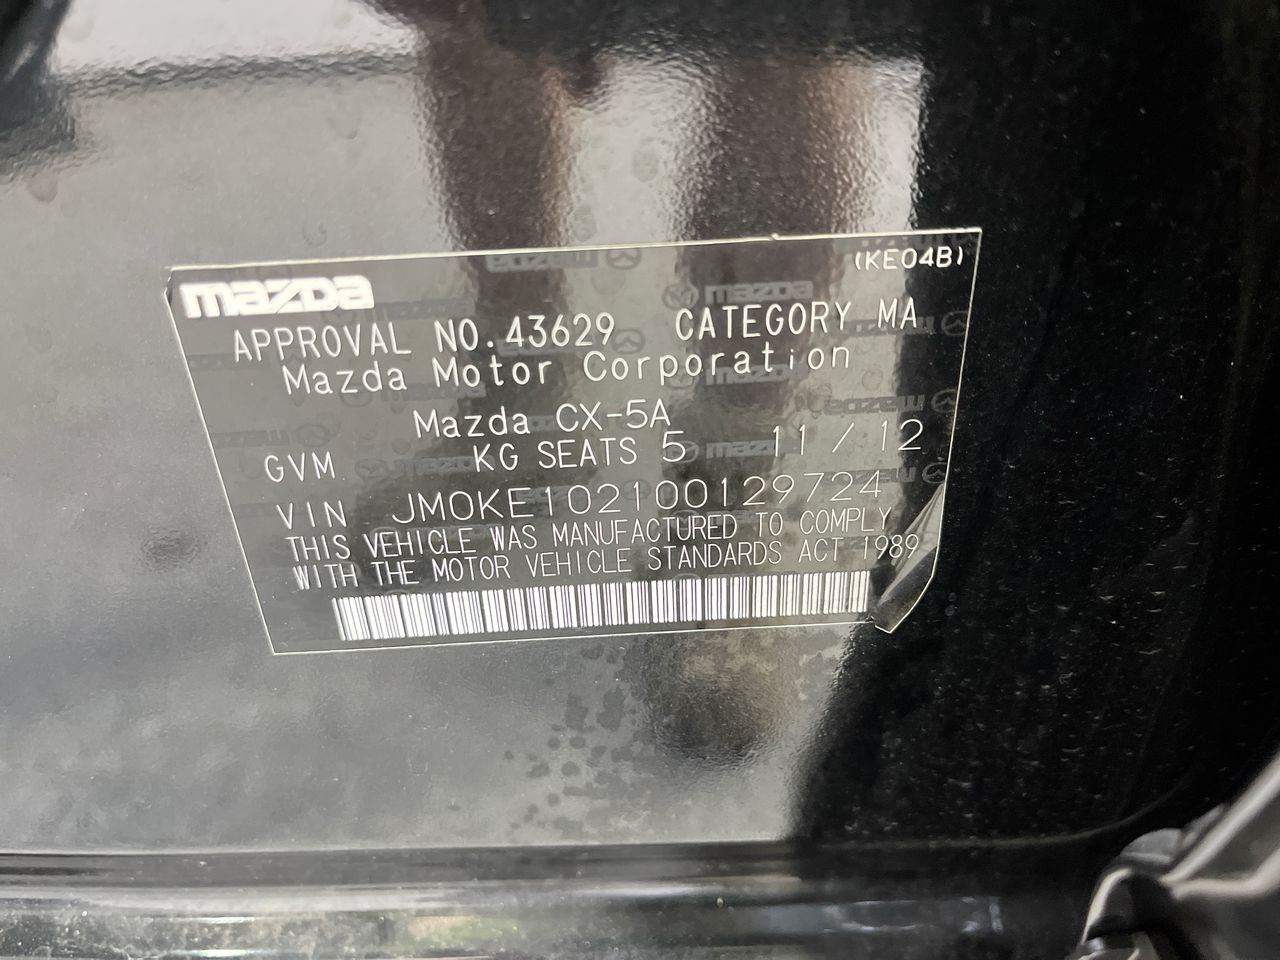 (KE04B)
mazda
APPROVAL NO.43629 CATEGORY MA
Mazda Motor Corporation
Mazda CX-5A
GVM KG SEATS 5 11 / 12
VIN JM0KE102100129724
THIS VEHICLE WAS MANUFACTURED TO COMPLY
WITH THE MOTOR VEHICLE STANDARDS ACT 1989